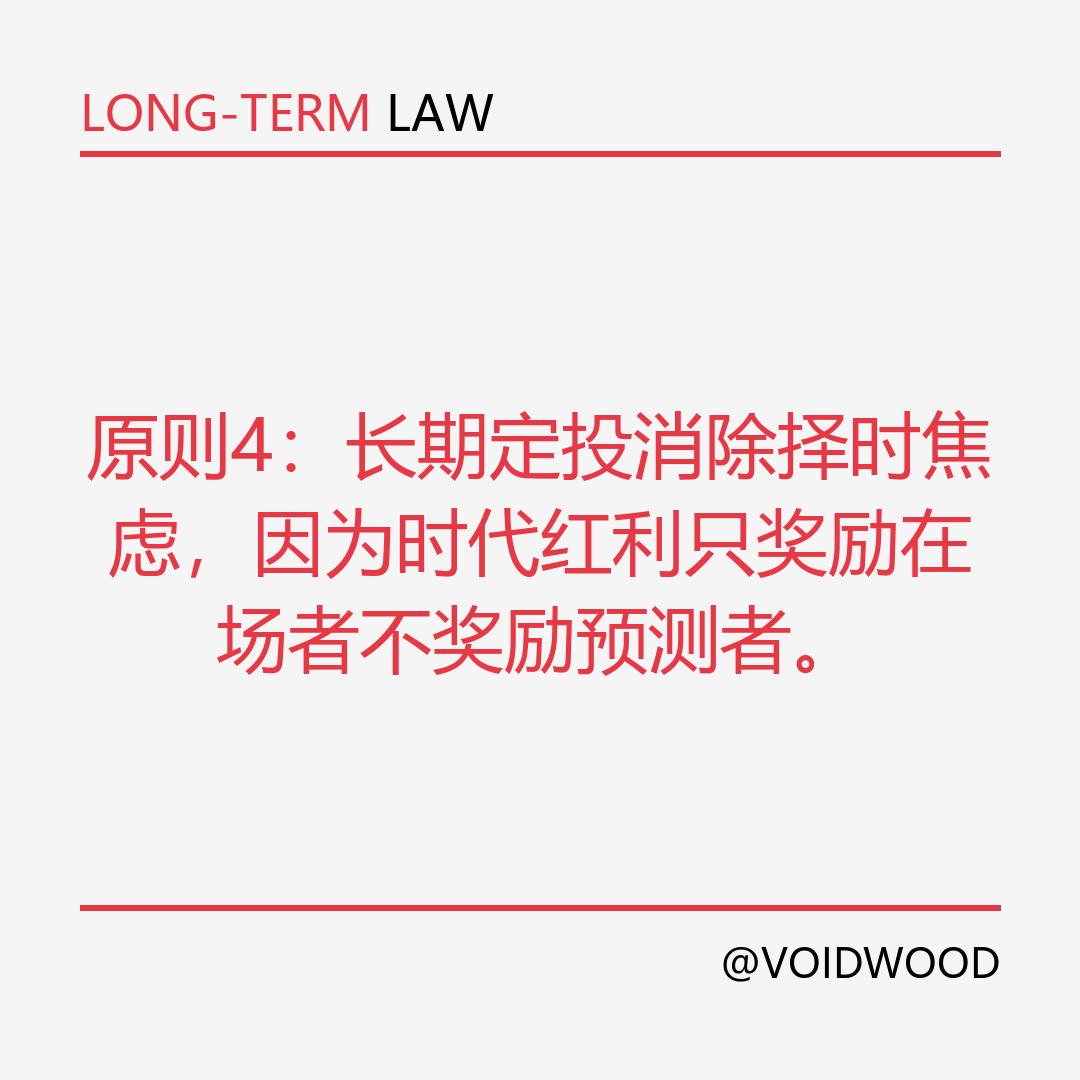 LONG-TERM LAW
原则4：长期定投消除择时焦
虑，因为时代红利只奖励在
场者不奖励预测者。
@VOIDWOOD